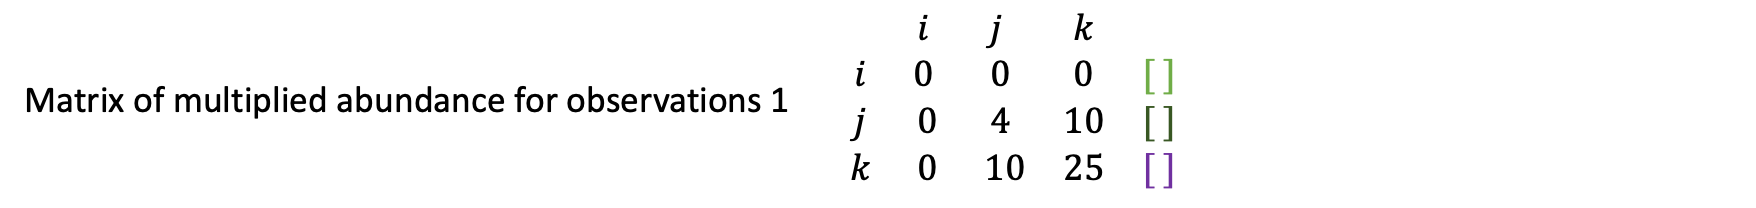 i j k
i 0 0 0 [ ]
Matrix of multiplied abundance for observations 1
j 0 4 10 [ ]
k 0 10 25 [ ]